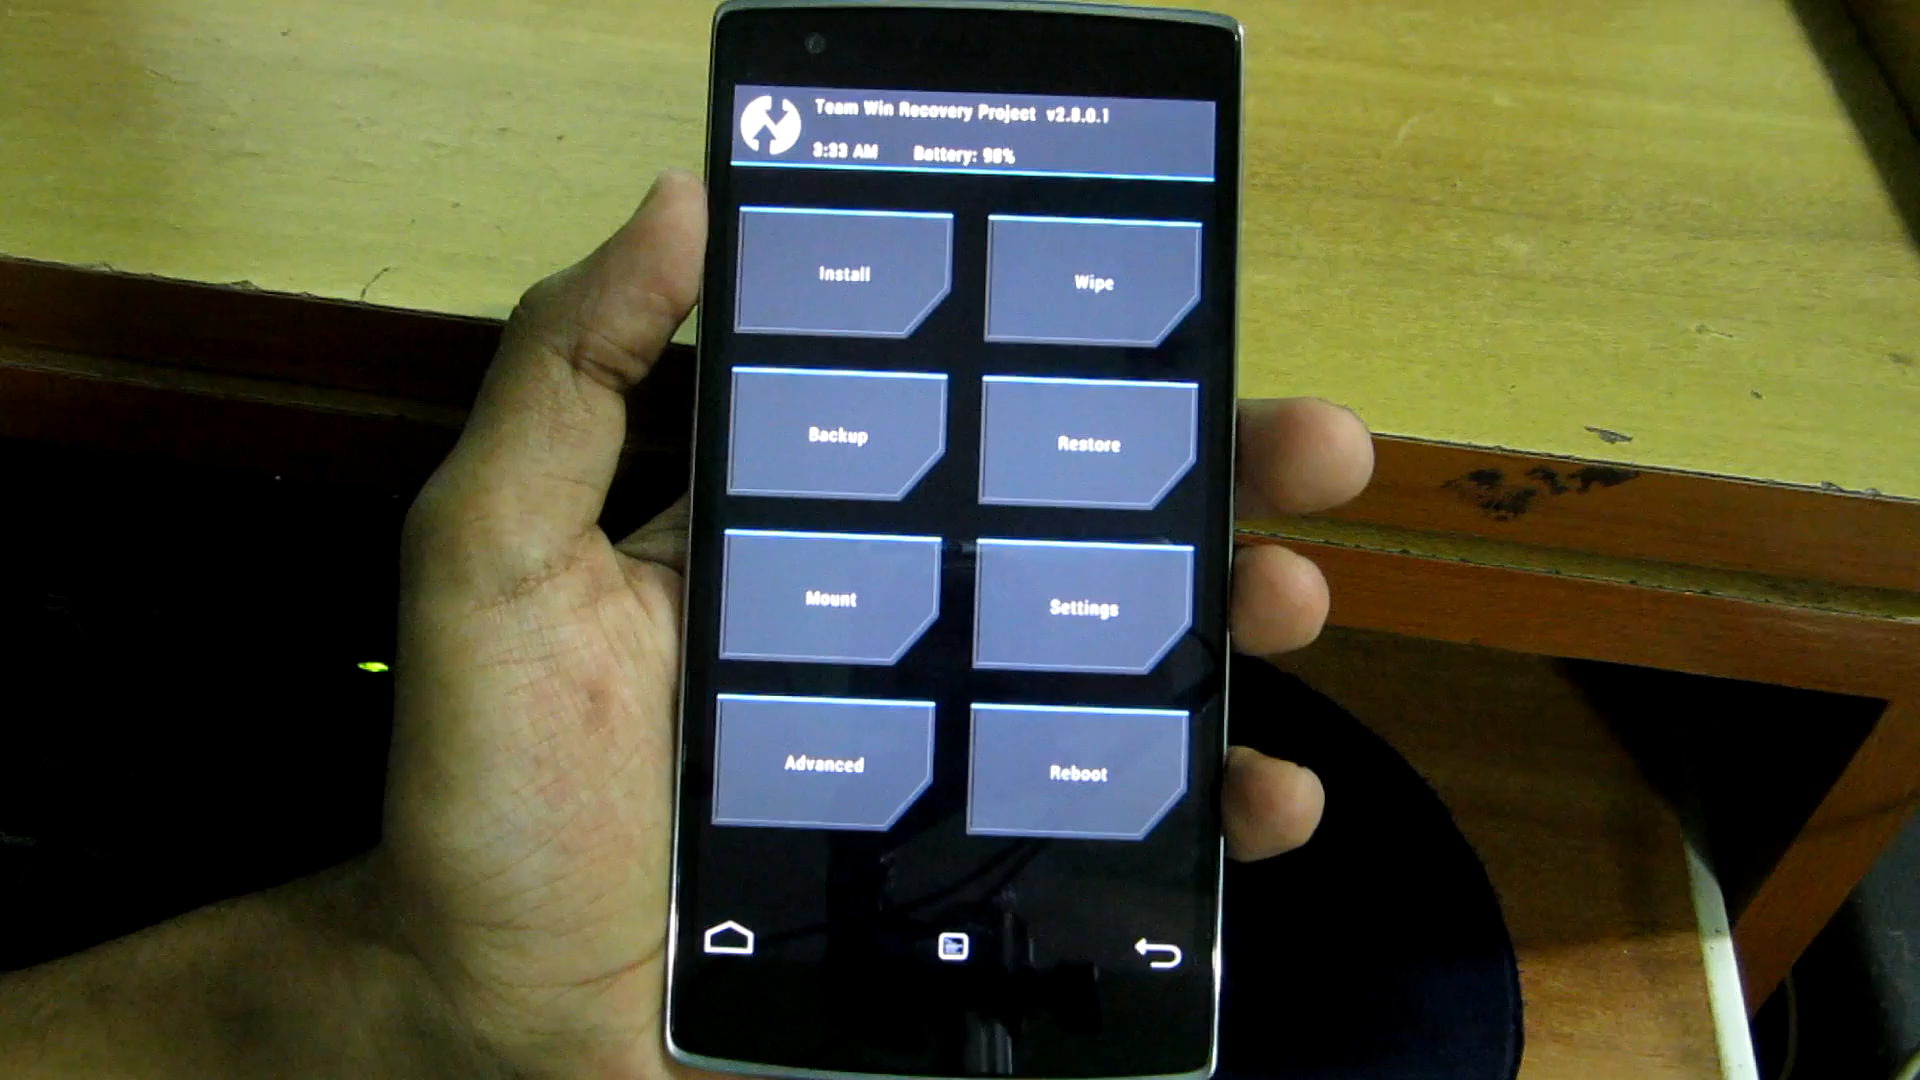 Team Win Recovery Project v2.8.0.1
3:33 AM Battery: 98%
Install
Wipe
Backup
Restore
Mount
Settings
Advanced
Reboot